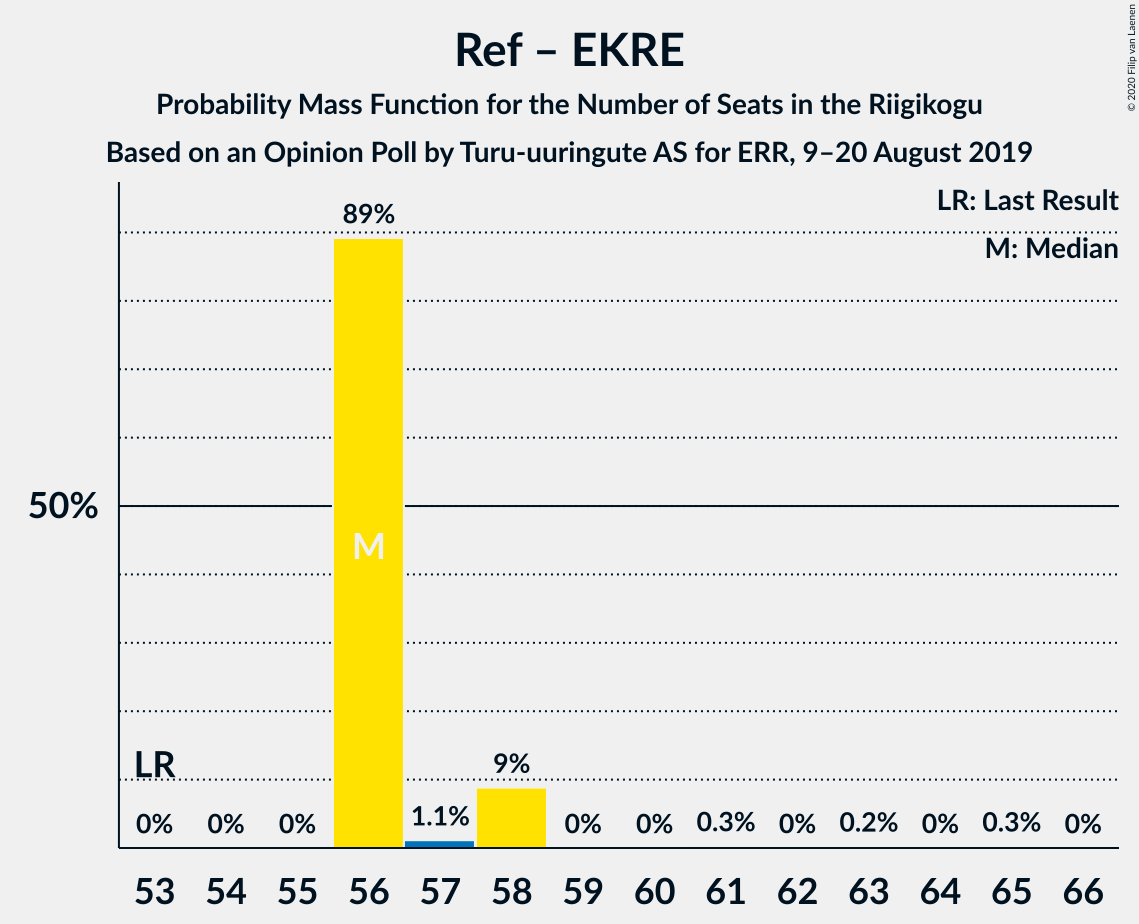 Ref – EKRE
Probability Mass Function for the Number of Seats in the Riigikogu
Based on an Opinion Poll by Turu-uuringute AS for ERR, 9–20 August 2019
© 2020 Filip van Laenen
LR: Last Result
M: Median
89%
50%
M
LR
9%
0% 0% 0% 1.1% 0% 0% 0.3% 0% 0.2% 0% 0.3% 0%
53 54 55 56 57 58 59 60 61 62 63 64 65 66